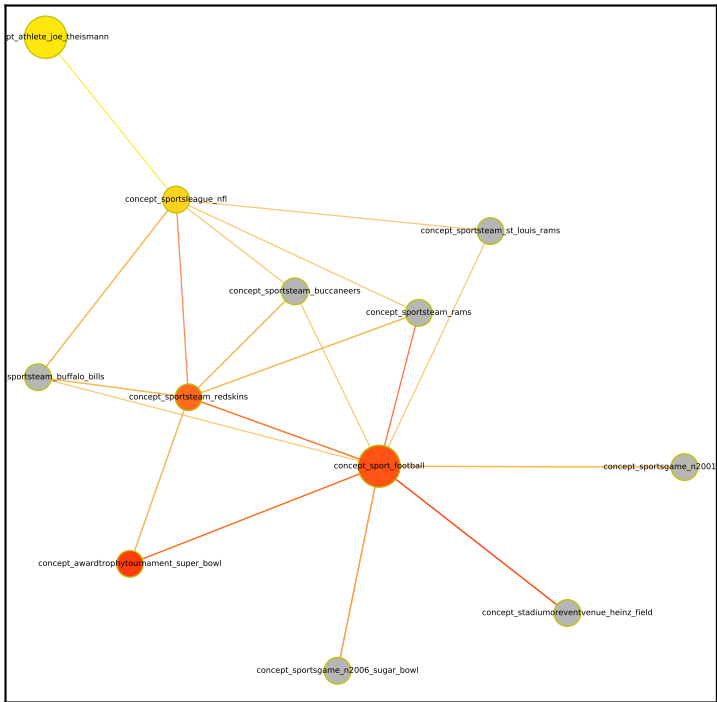 pt_athlete_joe_theismann
concept_sportsleague_nfl
concept_sportsteam_st_louis_rams
concept_sportsteam_buccaneers
concept_sportsteam_rams
sportsteam_buffalo_bills
concept_sportsteam_redskins
concept_sport_football
concept_sportsgame_n2001
concept_awardtrophytournament_super_bowl
concept_stadiumoreventvenue_heinz_field
concept_sportsgame_n2006_sugar_bowl